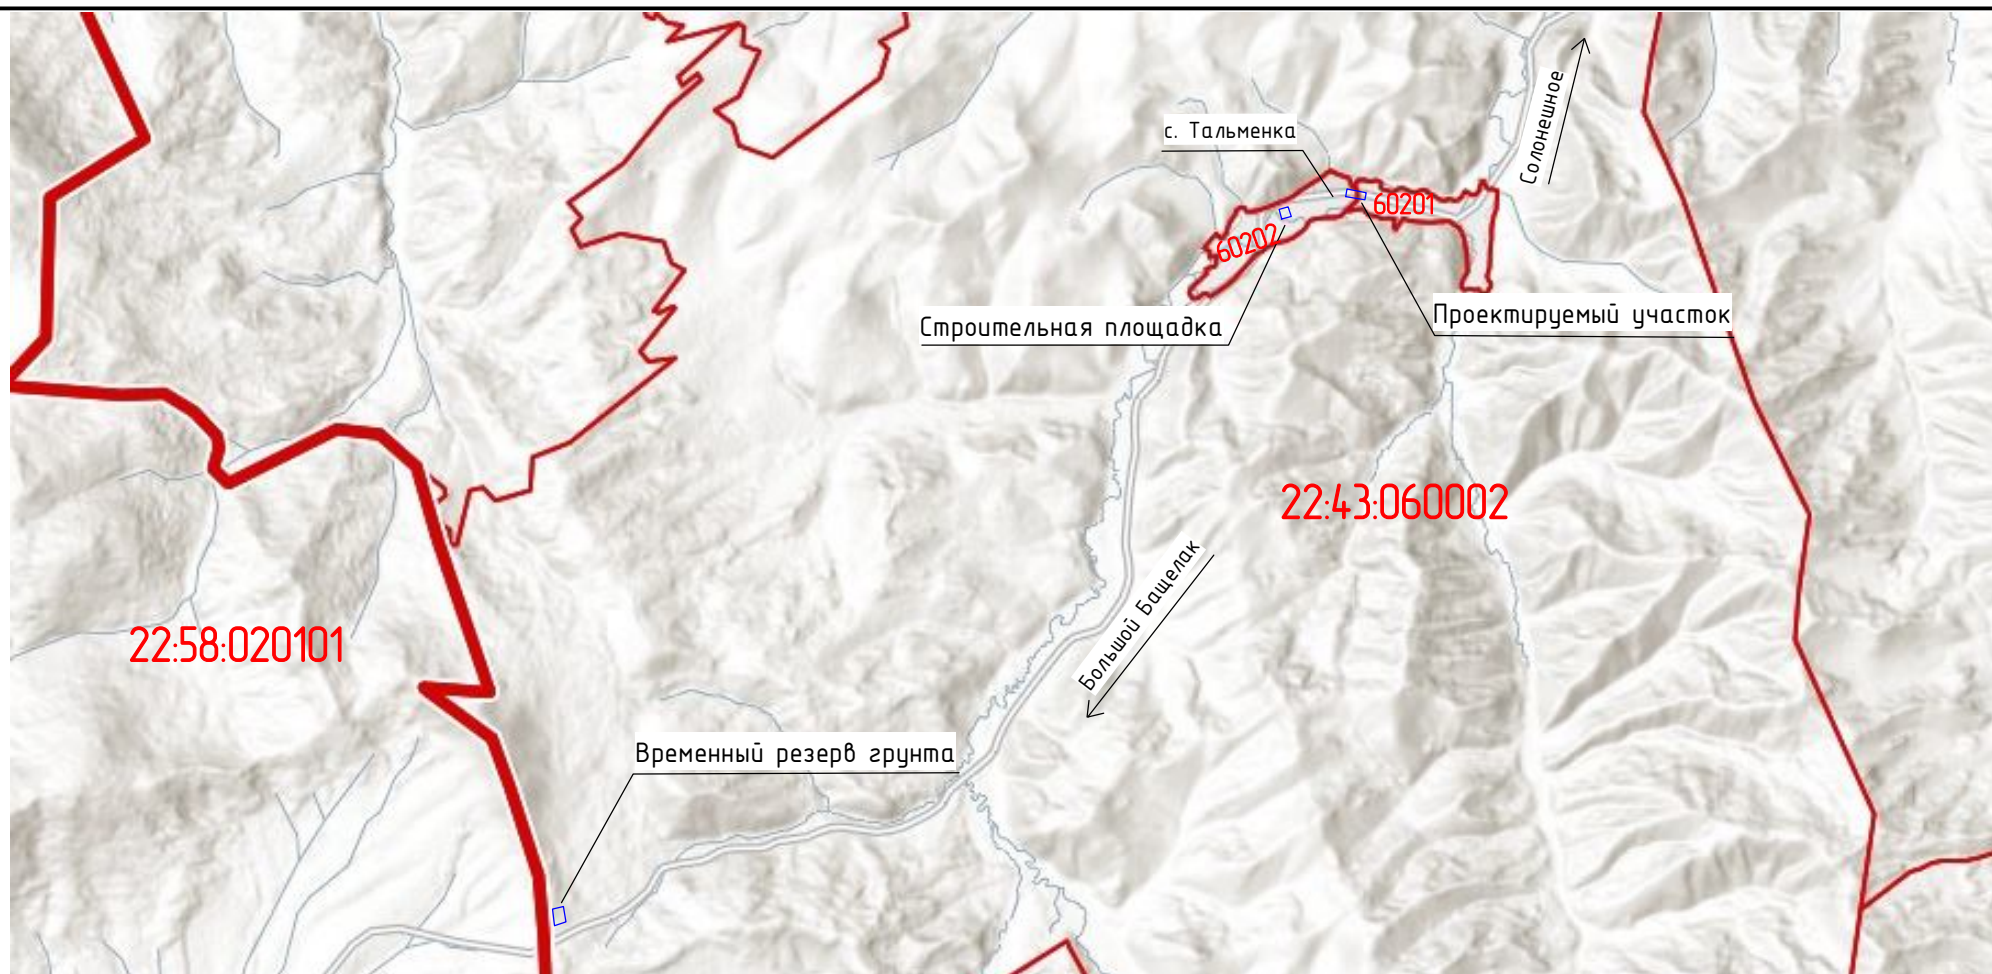 Солонешное
с. Тальменка
60201
60202
Строительная площадка
Проектируемый участок
22:43:060002
Большой Бащелак
22:58:020101
Временный резерв грунта